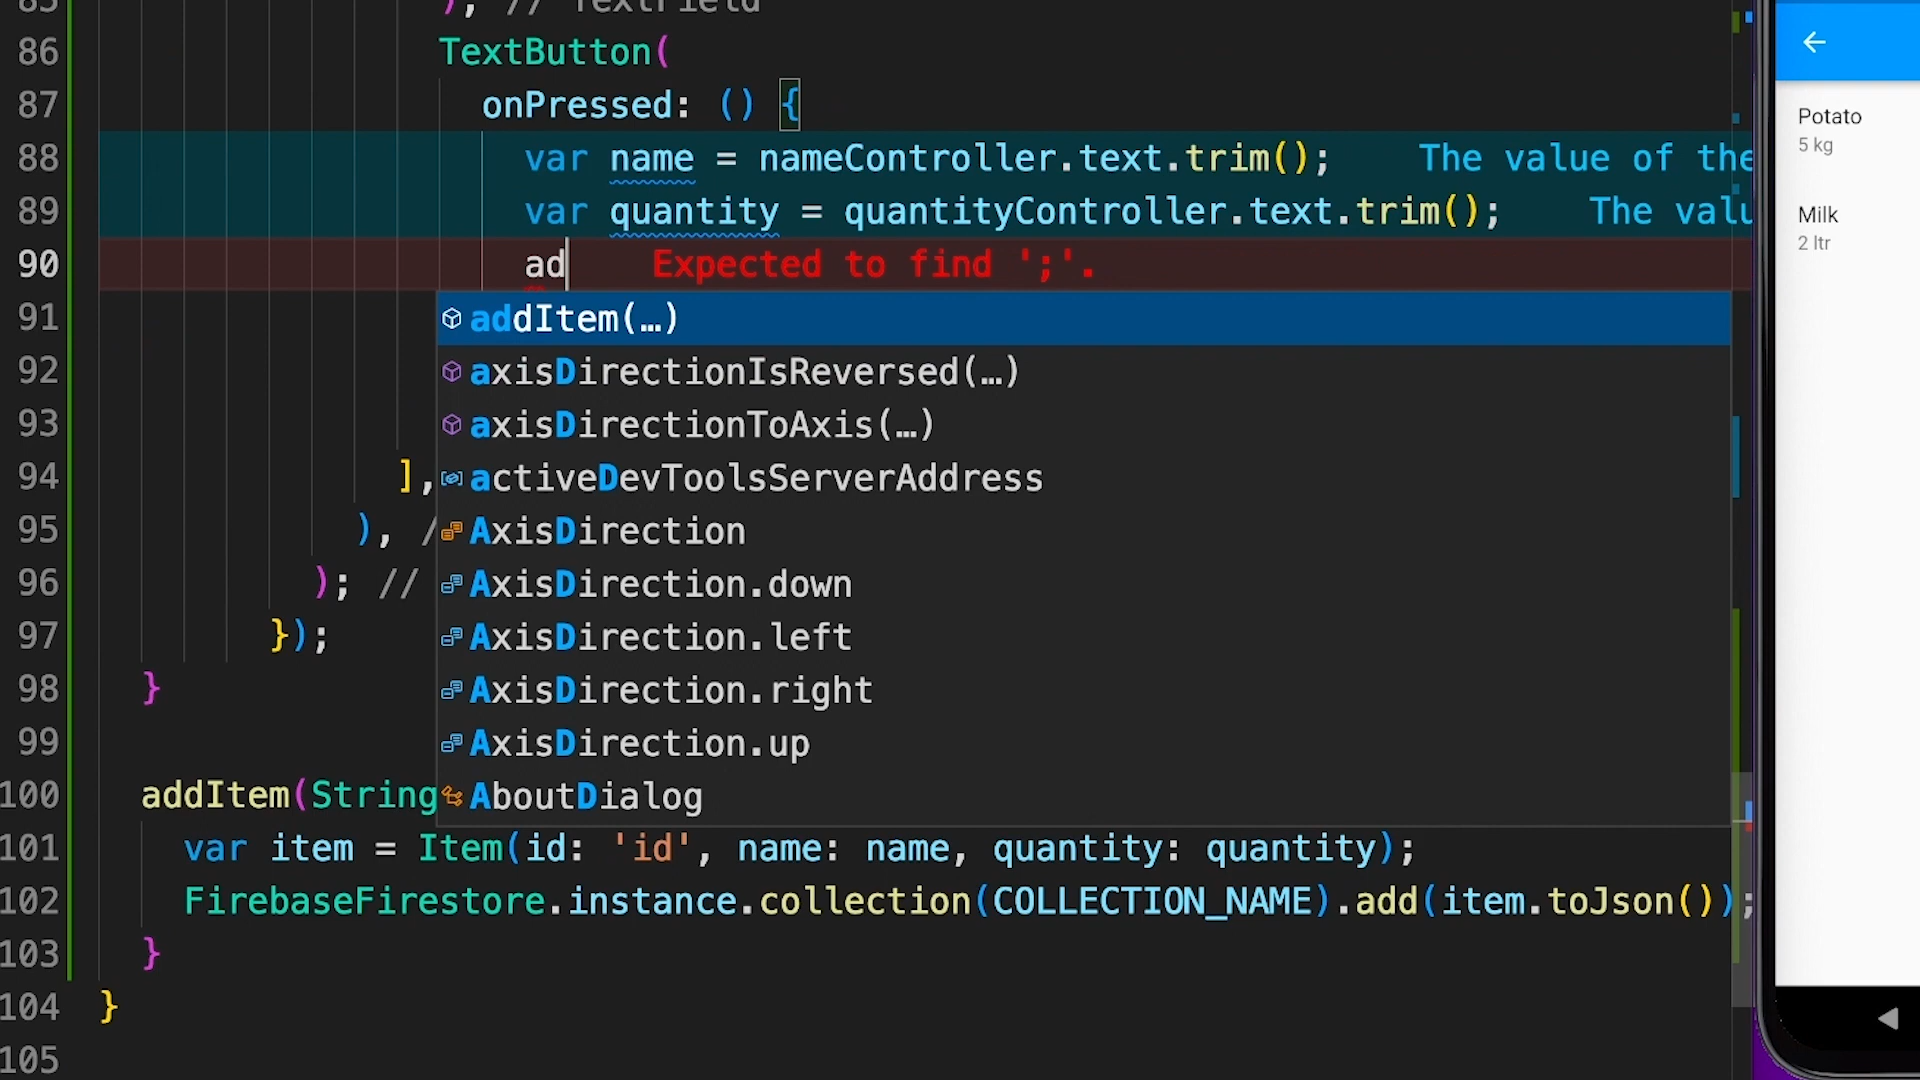 85 ), // TextField
86 TextButton(
87 onPressed: () {
88 var name = nameController.text.trim(); The value of the
89 var quantity = quantityController.text.trim(); The valu
90 ad Expected to find ';'.
91 addItem(…)
92 axisDirectionIsReversed(…)
93 axisDirectionToAxis(…)
94 ], activeDevToolsServerAddress
95 ), / AxisDirection
96 ); // AxisDirection.down
97 }); AxisDirection.left
98 } AxisDirection.right
99 AxisDirection.up
100 addItem(String AboutDialog
101 var item = Item(id: 'id', name: name, quantity: quantity);
102 FirebaseFirestore.instance.collection(COLLECTION_NAME).add(item.toJson());
103 }
104 }
105
Potato
5 kg
Milk
2 ltr